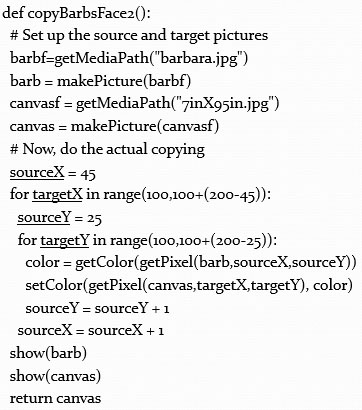 def copyBarbsFace2():
# Set up the source and target pictures
barbf=getMediaPath("barbara.jpg")
barb = makePicture(barbf)
canvasf = getMediaPath("7inX95in.jpg")
canvas = makePicture(canvasf)
# Now, do the actual copying
sourceX = 45
for targetX in range(100,100+(200-45)):
sourceY = 25
for targetY in range(100,100+(200-25)):
color = getColor(getPixel(barb,sourceX,sourceY))
setColor(getPixel(canvas,targetX,targetY), color)
sourceY = sourceY + 1
sourceX = sourceX + 1
show(barb)
show(canvas)
return canvas